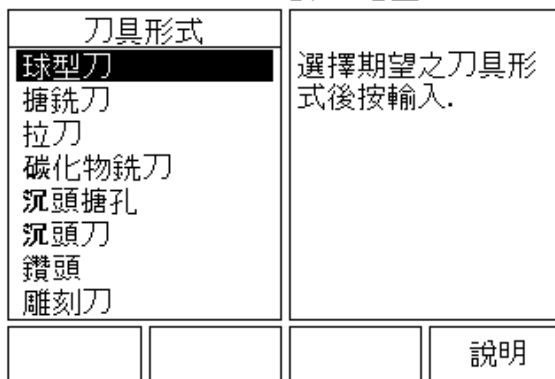 刀具形式
球型刀
搪銑刀
拉刀
碳化物銑刀
沉頭搪孔
沉頭刀
鑽頭
雕刻刀
選擇期望之刀具形
式後按輸入.
說明